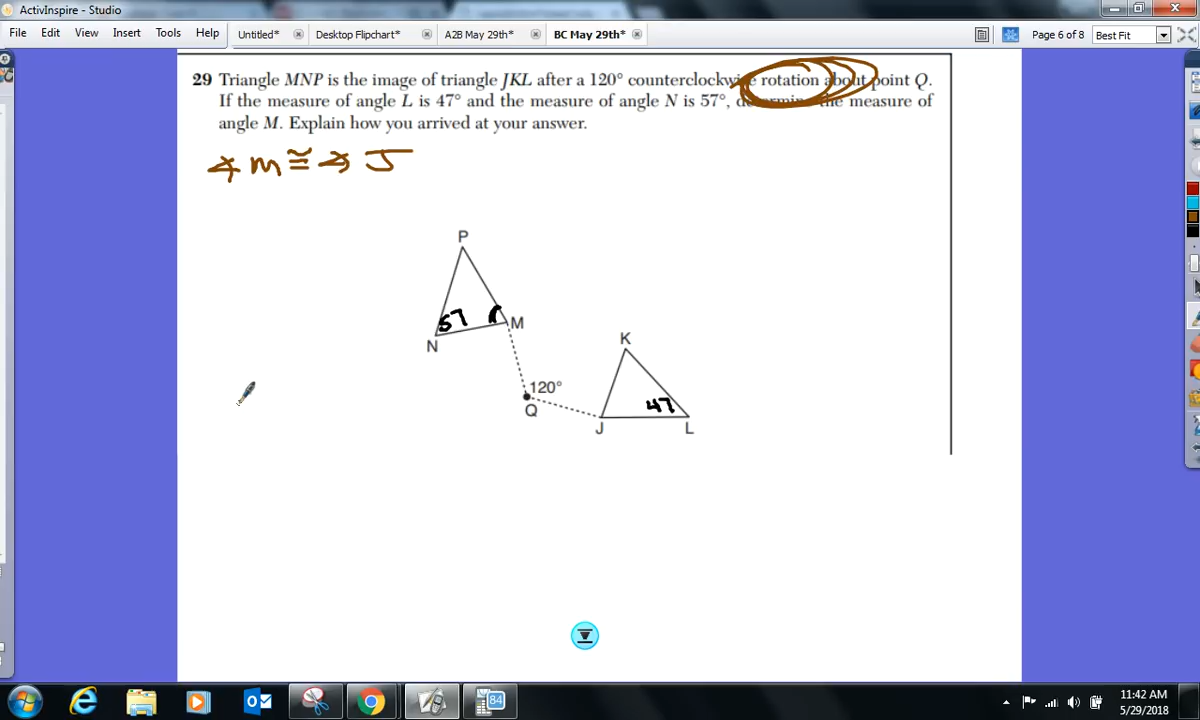 ActivInspire - Studio
File Edit View Insert Tools Help
Untitled* Desktop Flipchart* A2B May 29th* BC May 29th*
Page 6 of 8 Best Fit
29 Triangle MNP is the image of triangle JKL after a 120° counterclockwise rotation about point Q.
If the measure of angle L is 47° and the measure of angle N is 57°, determine the measure of
angle M. Explain how you arrived at your answer.
∡ M ≅ ∡ J
P
57
M
N
K
120°
Q
47
J
L
84
11:42 AM
5/29/2018